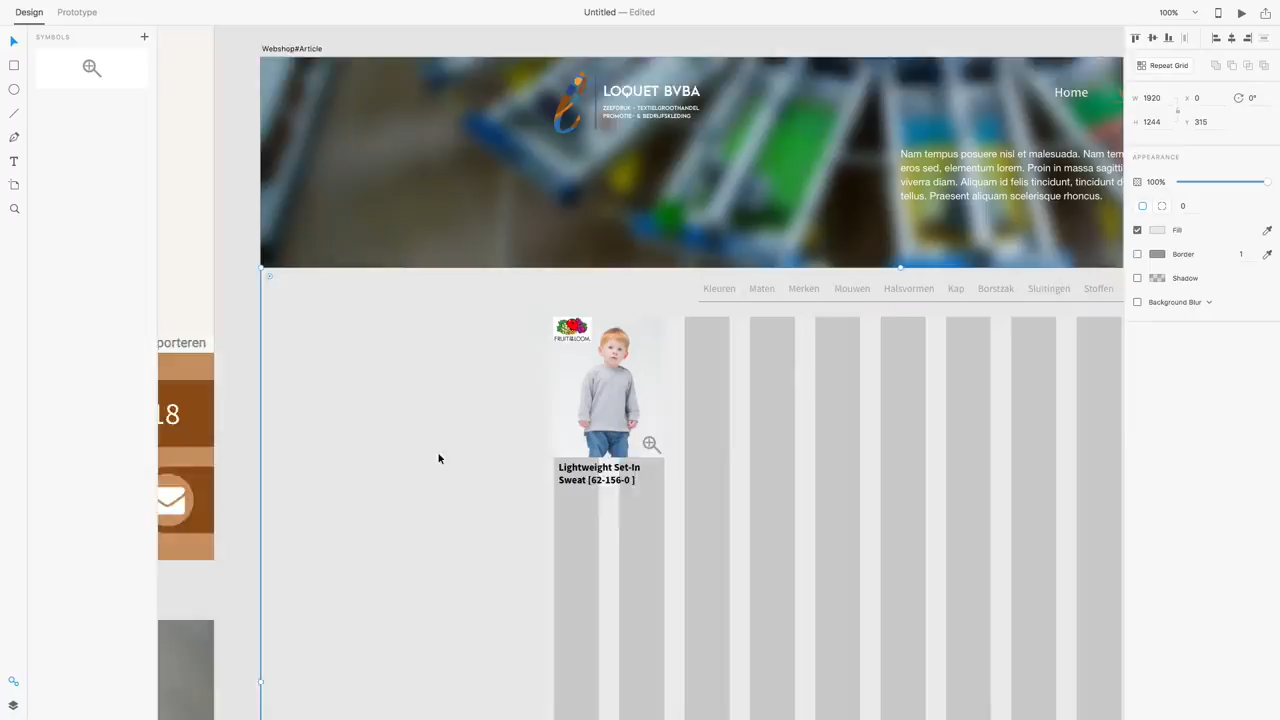 Design
Prototype
Untitled — Edited
100%
SYMBOLS
Webshop#Article
LOQUET BVBA
ZEEFDRUK - TEXTIELGROOTHANDEL
PROMOTIE- & BEDRIJFSKLEDING
Home
Nam tempus posuere nisl et malesuada. Nam tem
eros sed, elementum lorem. Proin in massa sagitti
viverra diam. Aliquam id felis tincidunt, tincidunt d
tellus. Praesent aliquam scelerisque rhoncus.
Kleuren Maten Merken Mouwen Halsvormen Kap Borstzak Sluitingen Stoffen
FRUIT OF THE LOOM.
Lightweight Set-In
Sweat [62-156-0 ]
porteren
18
Repeat Grid
W 1920 X 0 0°
H 1244 Y 315
APPEARANCE
100%
0
Fill
Border 1
Shadow
Background Blur